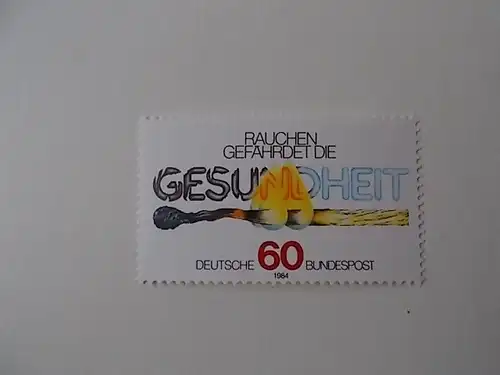 RAUCHEN
GEFÄHRDET DIE
GESUNDHEIT
DEUTSCHE 60 BUNDESPOST
1984